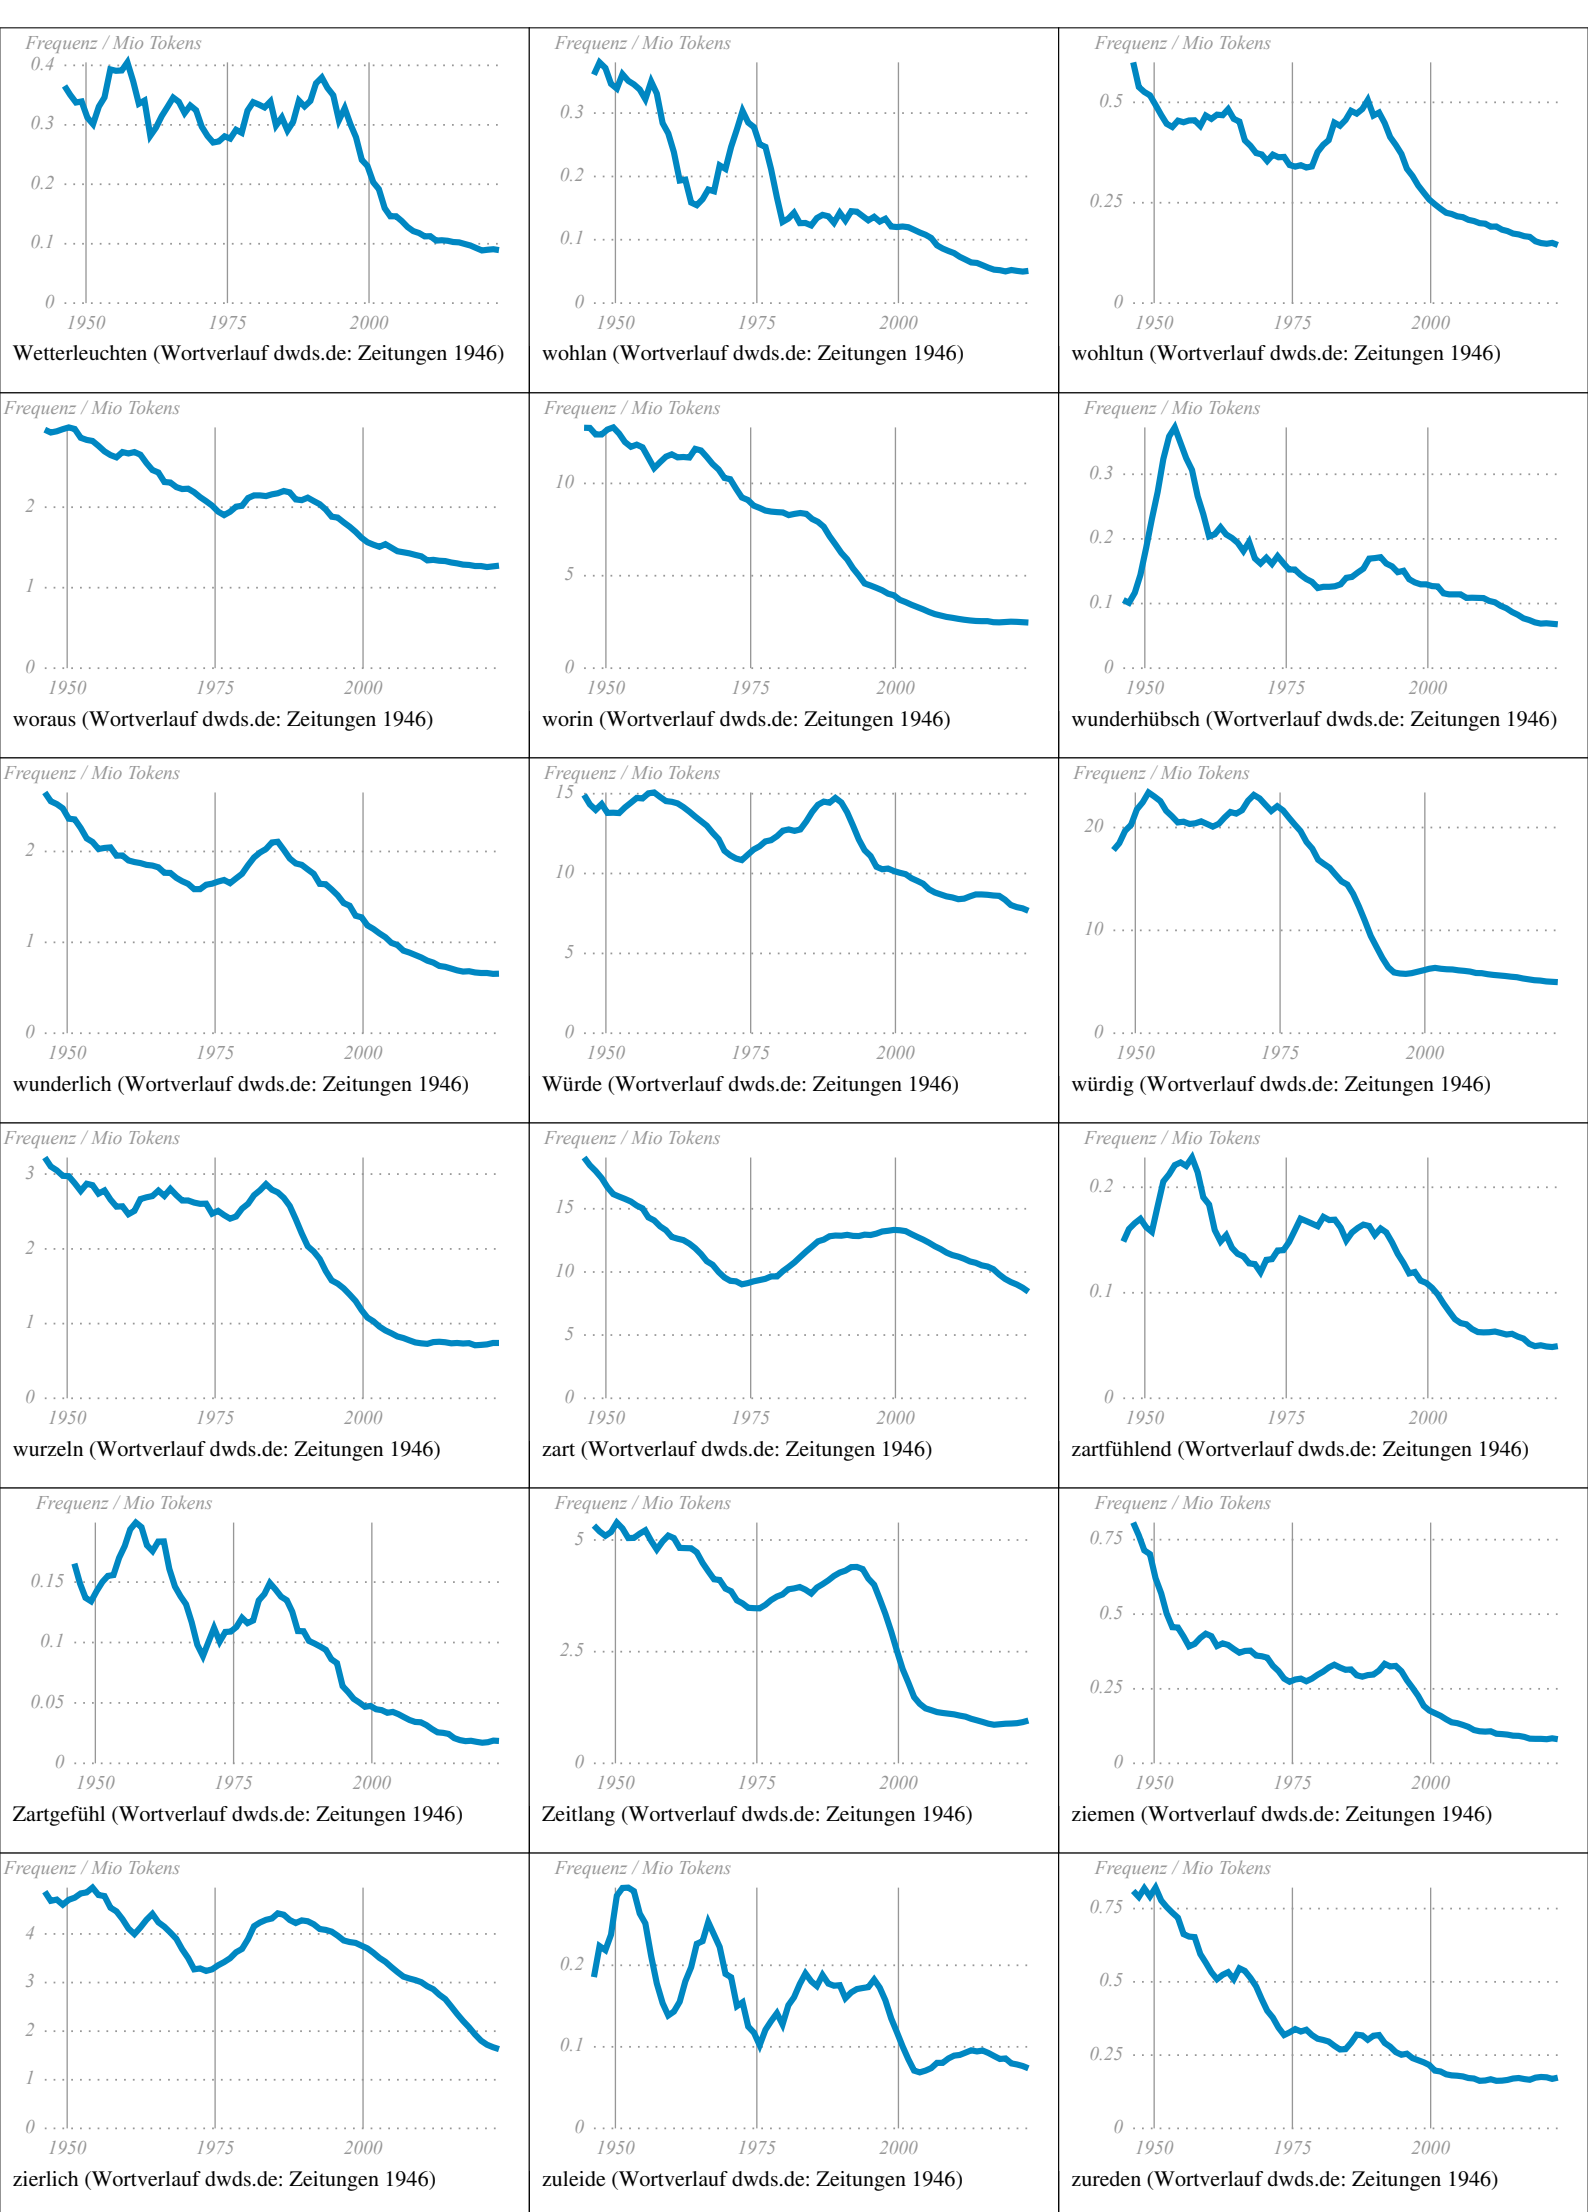 Frequenz / Mio Tokens
0.4
0.3
0.2
0.1
0
1950 1975 2000
Wetterleuchten (Wortverlauf dwds.de: Zeitungen 1946)
Frequenz / Mio Tokens
0.3
0.2
0.1
0
1950 1975 2000
wohlan (Wortverlauf dwds.de: Zeitungen 1946)
Frequenz / Mio Tokens
0.5
0.25
0
1950 1975 2000
wohltun (Wortverlauf dwds.de: Zeitungen 1946)
Frequenz / Mio Tokens
2
1
0
1950 1975 2000
woraus (Wortverlauf dwds.de: Zeitungen 1946)
Frequenz / Mio Tokens
10
5
0
1950 1975 2000
worin (Wortverlauf dwds.de: Zeitungen 1946)
Frequenz / Mio Tokens
0.3
0.2
0.1
0
1950 1975 2000
wunderhübsch (Wortverlauf dwds.de: Zeitungen 1946)
Frequenz / Mio Tokens
2
1
0
1950 1975 2000
wunderlich (Wortverlauf dwds.de: Zeitungen 1946)
Frequenz / Mio Tokens
15
10
5
0
1950 1975 2000
Würde (Wortverlauf dwds.de: Zeitungen 1946)
Frequenz / Mio Tokens
20
10
0
1950 1975 2000
würdig (Wortverlauf dwds.de: Zeitungen 1946)
Frequenz / Mio Tokens
3
2
1
0
1950 1975 2000
wurzeln (Wortverlauf dwds.de: Zeitungen 1946)
Frequenz / Mio Tokens
15
10
5
0
1950 1975 2000
zart (Wortverlauf dwds.de: Zeitungen 1946)
Frequenz / Mio Tokens
0.2
0.1
0
1950 1975 2000
zartfühlend (Wortverlauf dwds.de: Zeitungen 1946)
Frequenz / Mio Tokens
0.15
0.1
0.05
0
1950 1975 2000
Zartgefühl (Wortverlauf dwds.de: Zeitungen 1946)
Frequenz / Mio Tokens
5
2.5
0
1950 1975 2000
Zeitlang (Wortverlauf dwds.de: Zeitungen 1946)
Frequenz / Mio Tokens
0.75
0.5
0.25
0
1950 1975 2000
ziemen (Wortverlauf dwds.de: Zeitungen 1946)
Frequenz / Mio Tokens
4
3
2
1
0
1950 1975 2000
zierlich (Wortverlauf dwds.de: Zeitungen 1946)
Frequenz / Mio Tokens
0.2
0.1
0
1950 1975 2000
zuleide (Wortverlauf dwds.de: Zeitungen 1946)
Frequenz / Mio Tokens
0.75
0.5
0.25
0
1950 1975 2000
zureden (Wortverlauf dwds.de: Zeitungen 1946)